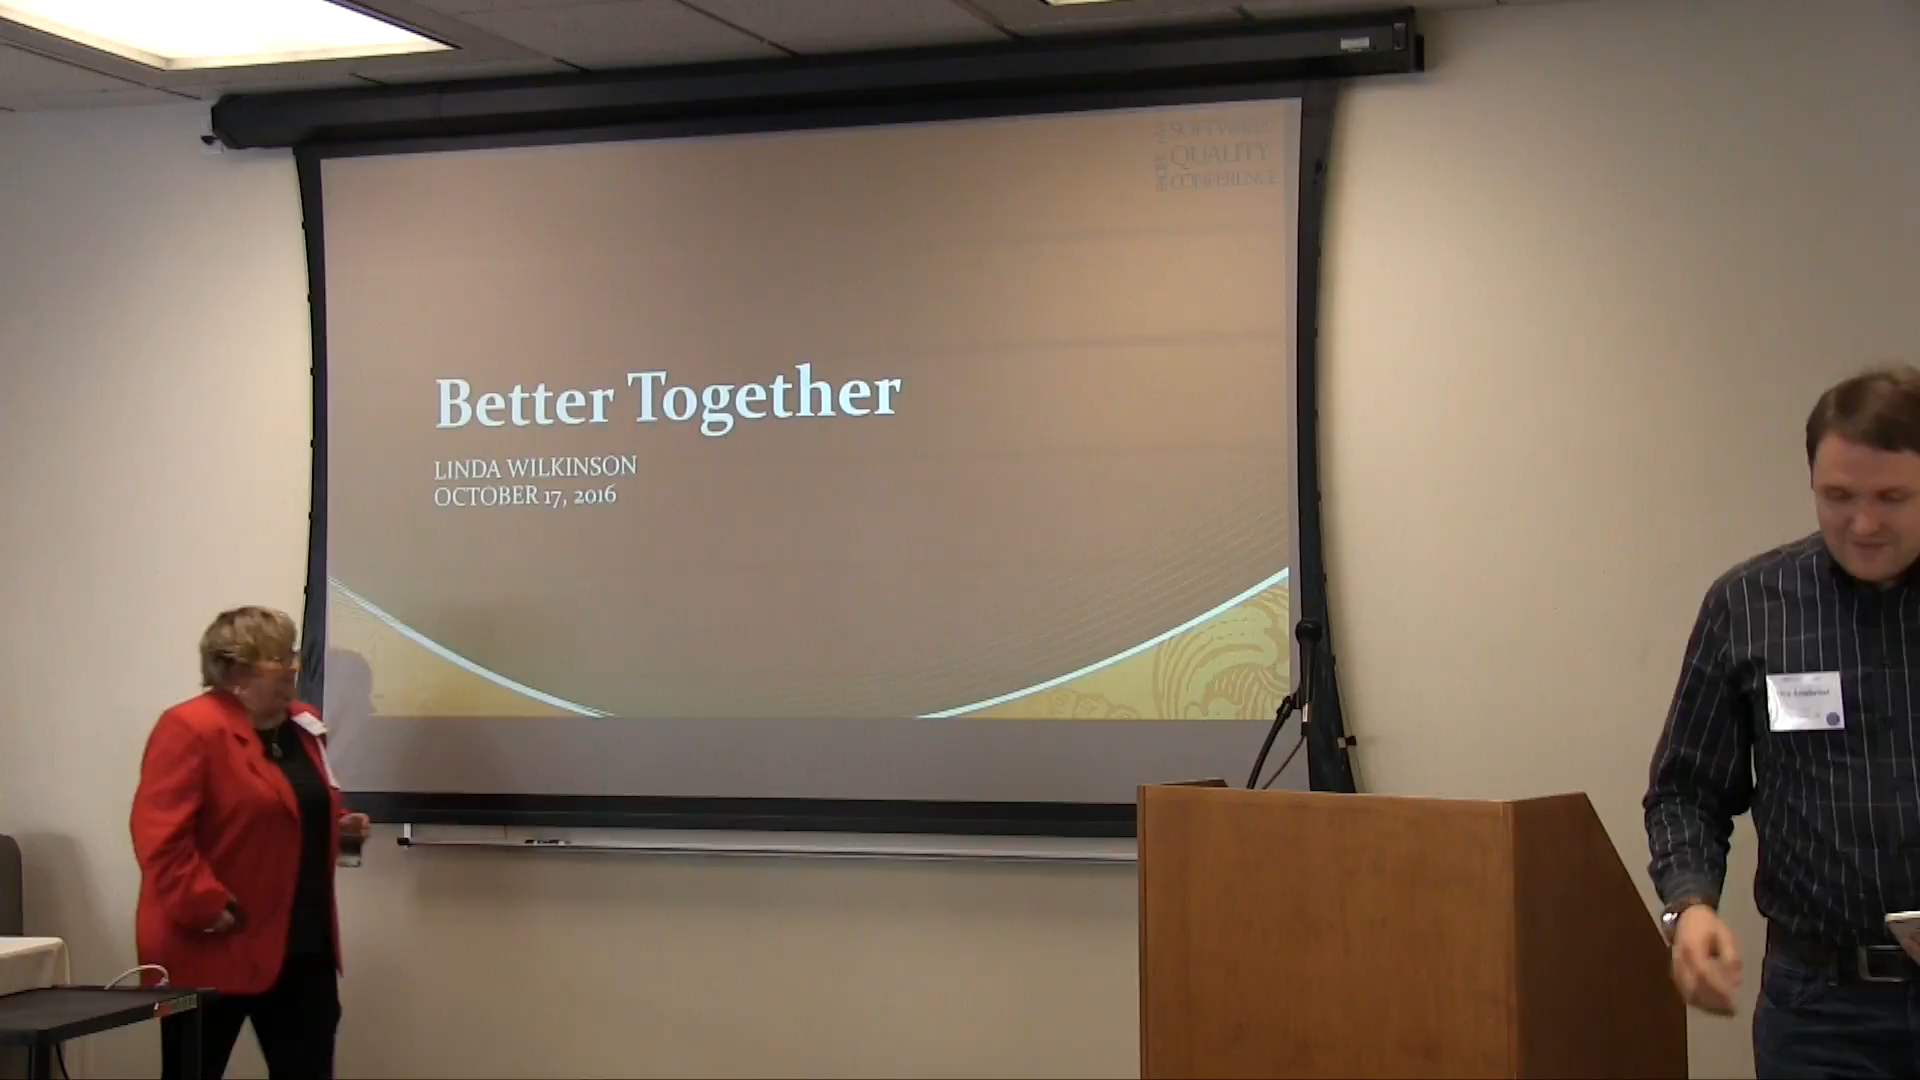 SOFTWARE
QUALITY
CONFERENCE
Better Together
LINDA WILKINSON
OCTOBER 17, 2016